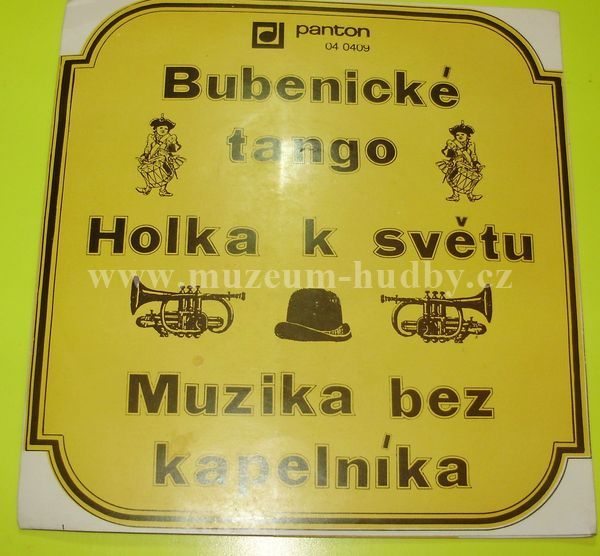 panton
04 0409
Bubenické
tango
Holka k světu
www.muzeum-hudby.cz
Muzika bez
kapelníka